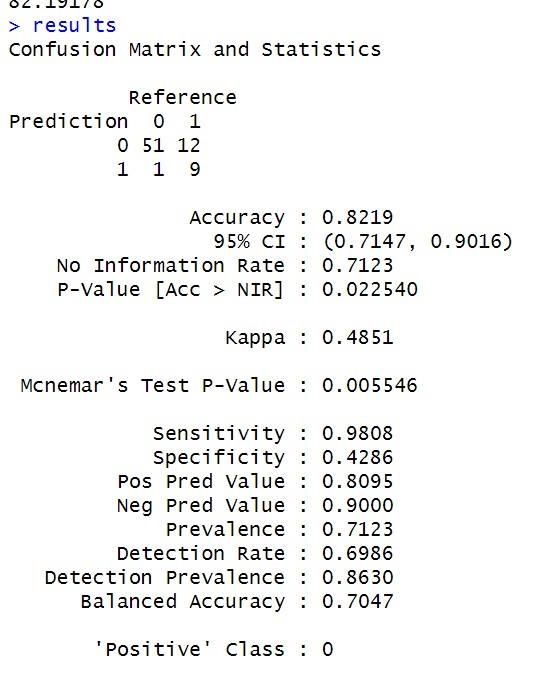 82.19178
> results
Confusion Matrix and Statistics
Reference
Prediction 0 1
0 51 12
1 1 9
Accuracy : 0.8219
95% CI : (0.7147, 0.9016)
No Information Rate : 0.7123
P-Value [Acc > NIR] : 0.022540
Kappa : 0.4851
Mcnemar's Test P-Value : 0.005546
Sensitivity : 0.9808
Specificity : 0.4286
Pos Pred Value : 0.8095
Neg Pred Value : 0.9000
Prevalence : 0.7123
Detection Rate : 0.6986
Detection Prevalence : 0.8630
Balanced Accuracy : 0.7047
'Positive' Class : 0